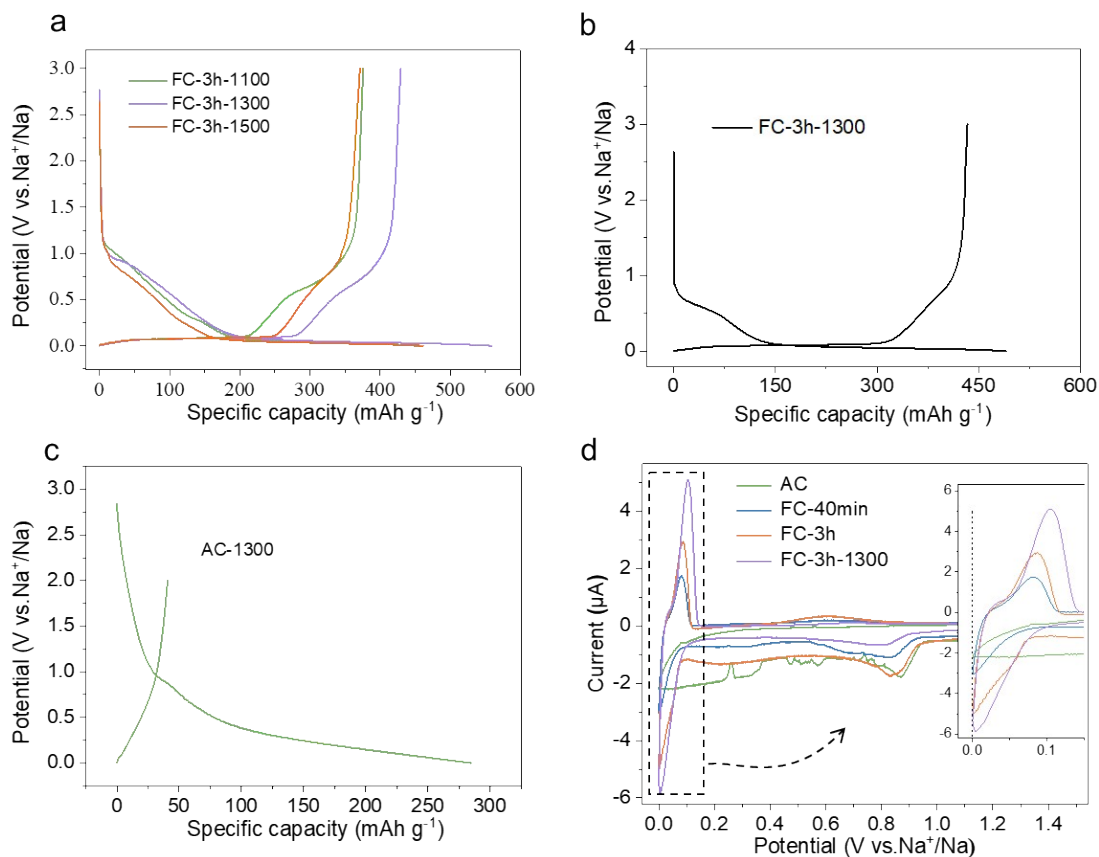 a
3.0
2.5
2.0
1.5
1.0
0.5
0.0
Potential (V vs.Na⁺/Na)
FC-3h-1100
FC-3h-1300
FC-3h-1500
0 100 200 300 400 500 600
Specific capacity (mAh g⁻¹)
b
4
3
2
1
0
Potential (V vs.Na⁺/Na)
FC-3h-1300
0 150 300 450 600
Specific capacity (mAh g⁻¹)
c
3.0
2.5
2.0
1.5
1.0
0.5
0.0
Potential (V vs.Na⁺/Na)
AC-1300
0 50 100 150 200 250 300
Specific capacity (mAh g⁻¹)
d
4
2
0
-2
-4
-6
Current (μA)
AC
FC-40min
FC-3h
FC-3h-1300
6
4
2
0
-2
-4
-6
0.0 0.1
0.0 0.2 0.4 0.6 0.8 1.0 1.2 1.4
Potential (V vs.Na⁺/Na)